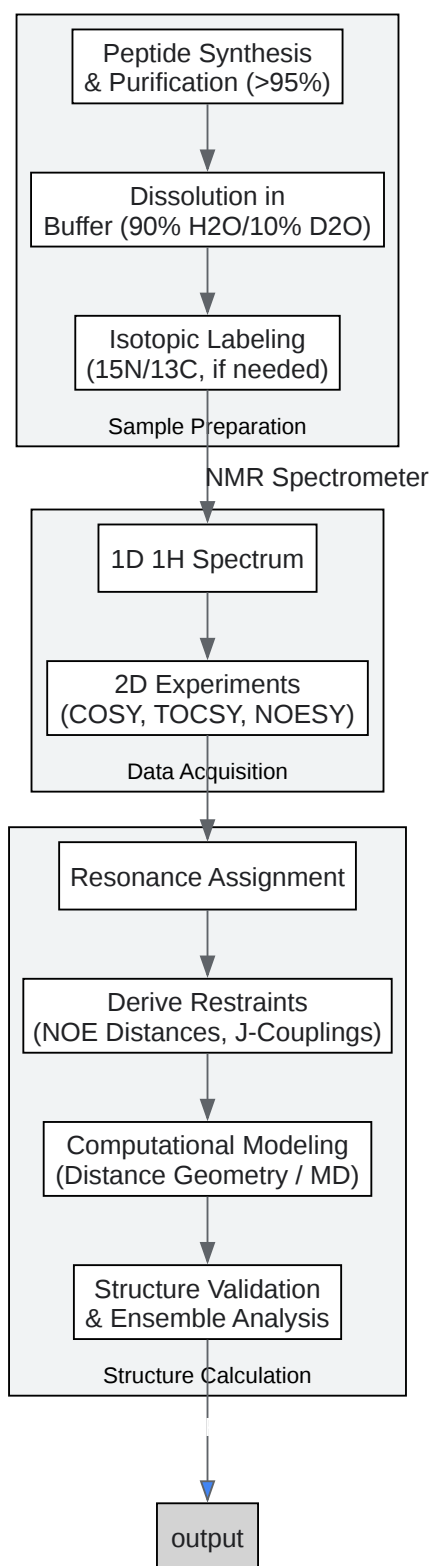 Peptide Synthesis
& Purification (>95%)
Dissolution in
Buffer (90% H2O/10% D2O)
Isotopic Labeling
(15N/13C, if needed)
Sample Preparation
NMR Spectrometer
1D 1H Spectrum
2D Experiments
(COSY, TOCSY, NOESY)
Data Acquisition
Resonance Assignment
Derive Restraints
(NOE Distances, J-Couplings)
Computational Modeling
(Distance Geometry / MD)
Structure Validation
& Ensemble Analysis
Structure Calculation
output